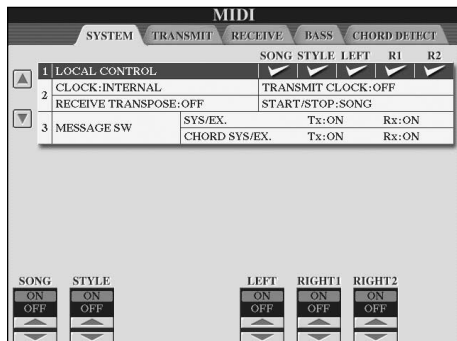 MIDI
SYSTEM TRANSMIT RECEIVE BASS CHORD DETECT
SONG STYLE LEFT R1 R2
1 LOCAL CONTROL
2 CLOCK:INTERNAL TRANSMIT CLOCK:OFF
RECEIVE TRANSPOSE:OFF START/STOP:SONG
3 MESSAGE SW SYS/EX. Tx:ON Rx:ON
CHORD SYS/EX. Tx:ON Rx:ON
SONG STYLE LEFT RIGHT1 RIGHT2
ON ON ON ON ON
OFF OFF OFF OFF OFF